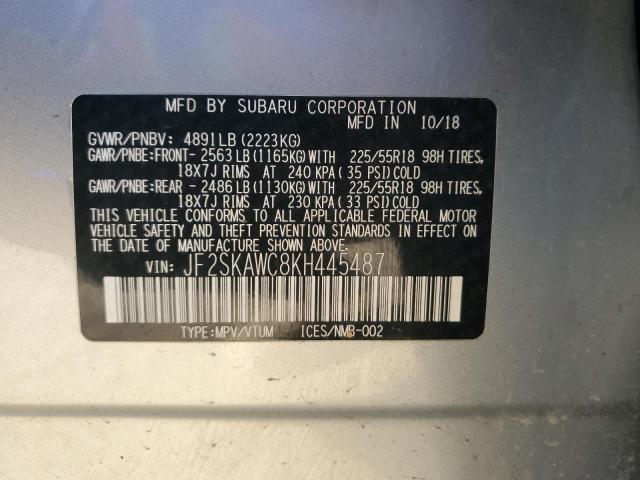 MFD BY SUBARU CORPORATION
MFD IN 10/18
GVWR/PNBV: 4891LB(2223KG)
GAWR/PNBE:FRONT- 2563LB(1165KG)WITH 225/55R18 98H TIRES,
18X7J RIMS AT 240 KPA( 35 PSI)COLD
GAWR/PNBE:REAR - 2486LB(1130KG)WITH 225/55R18 98H TIRES,
18X7J RIMS AT 230 KPA( 33 PSI)COLD
THIS VEHICLE CONFORMS TO ALL APPLICABLE FEDERAL MOTOR
VEHICLE SAFETY AND THEFT PREVENTION STANDARDS IN EFFECT
ON THE DATE OF MANUFACTURE SHOWN ABOVE.
VIN: JF2SKAWC8KH445487
TYPE:MPV/VTUM ICES/NMB-002